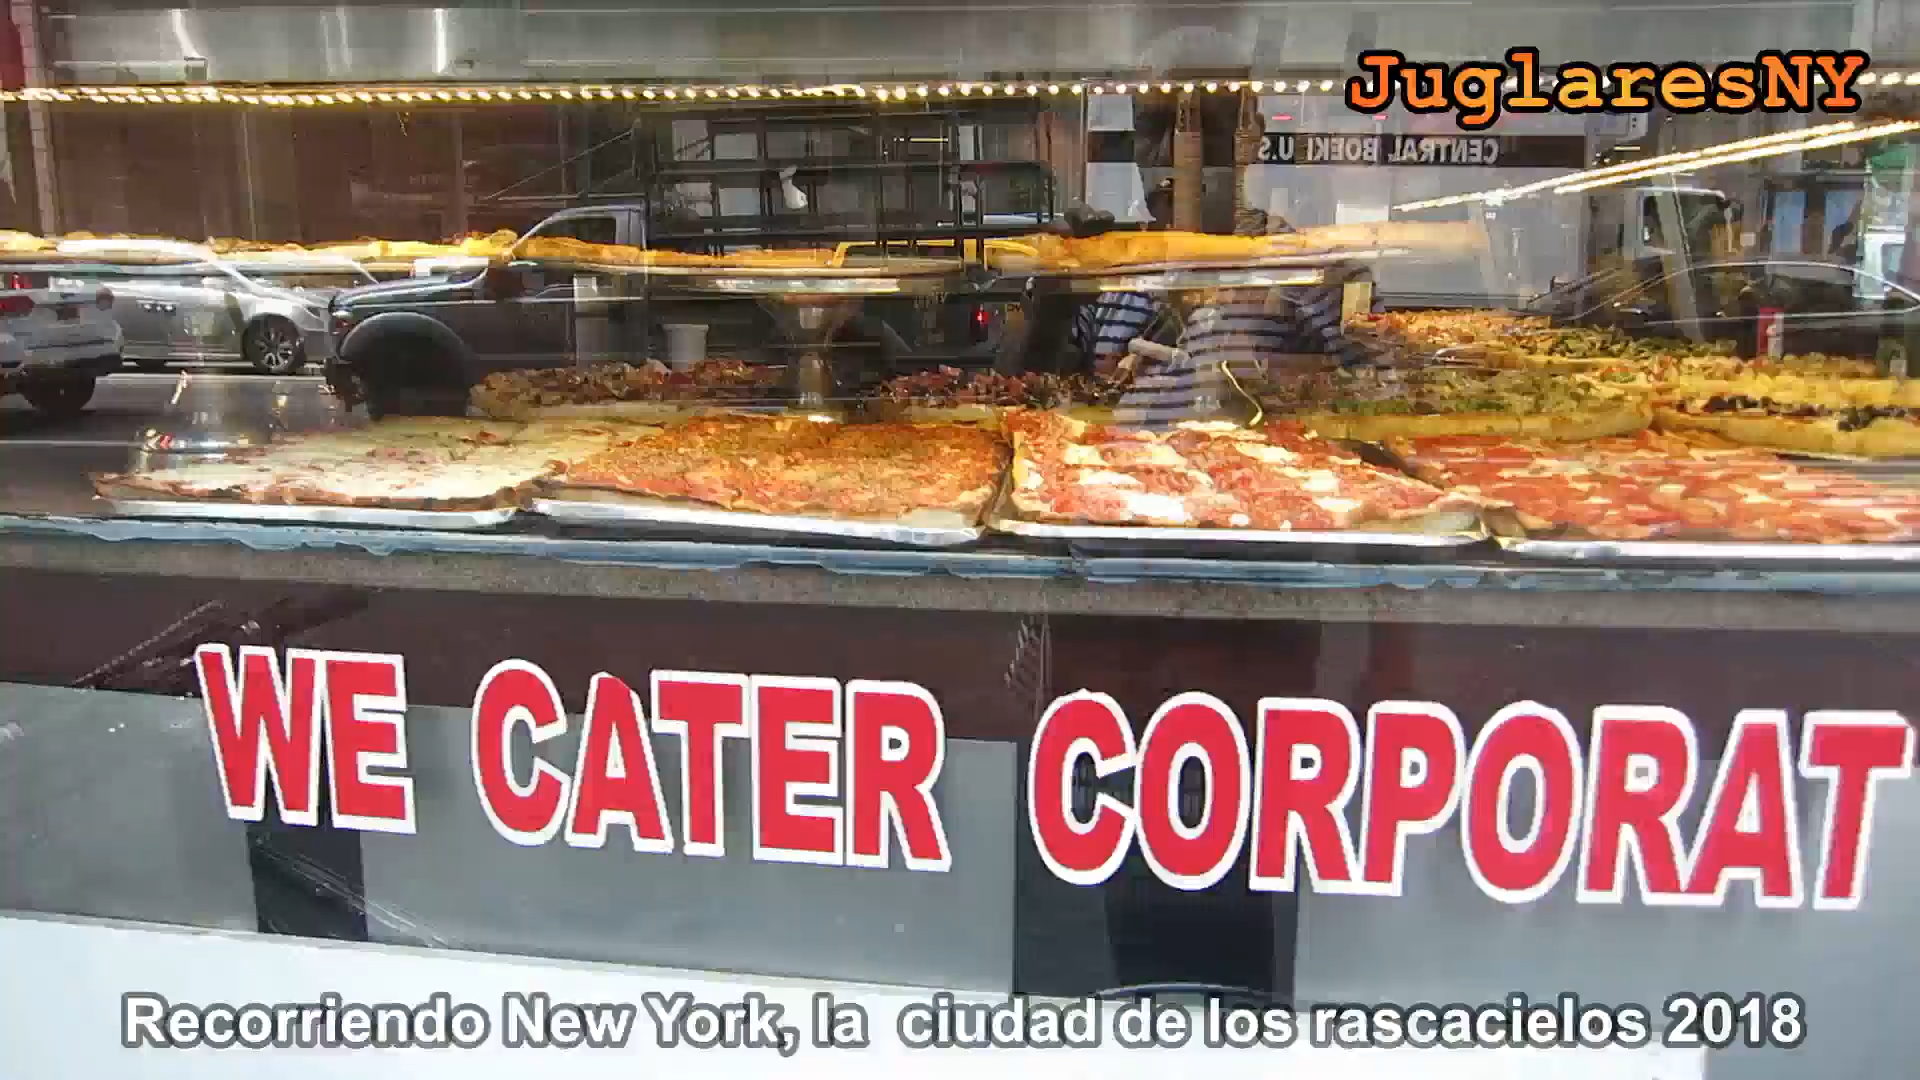 JuglaresNY
CENTRAL BOEKI U.S
WE CATER CORPORAT
Recorriendo New York, la  ciudad de los rascacielos 2018